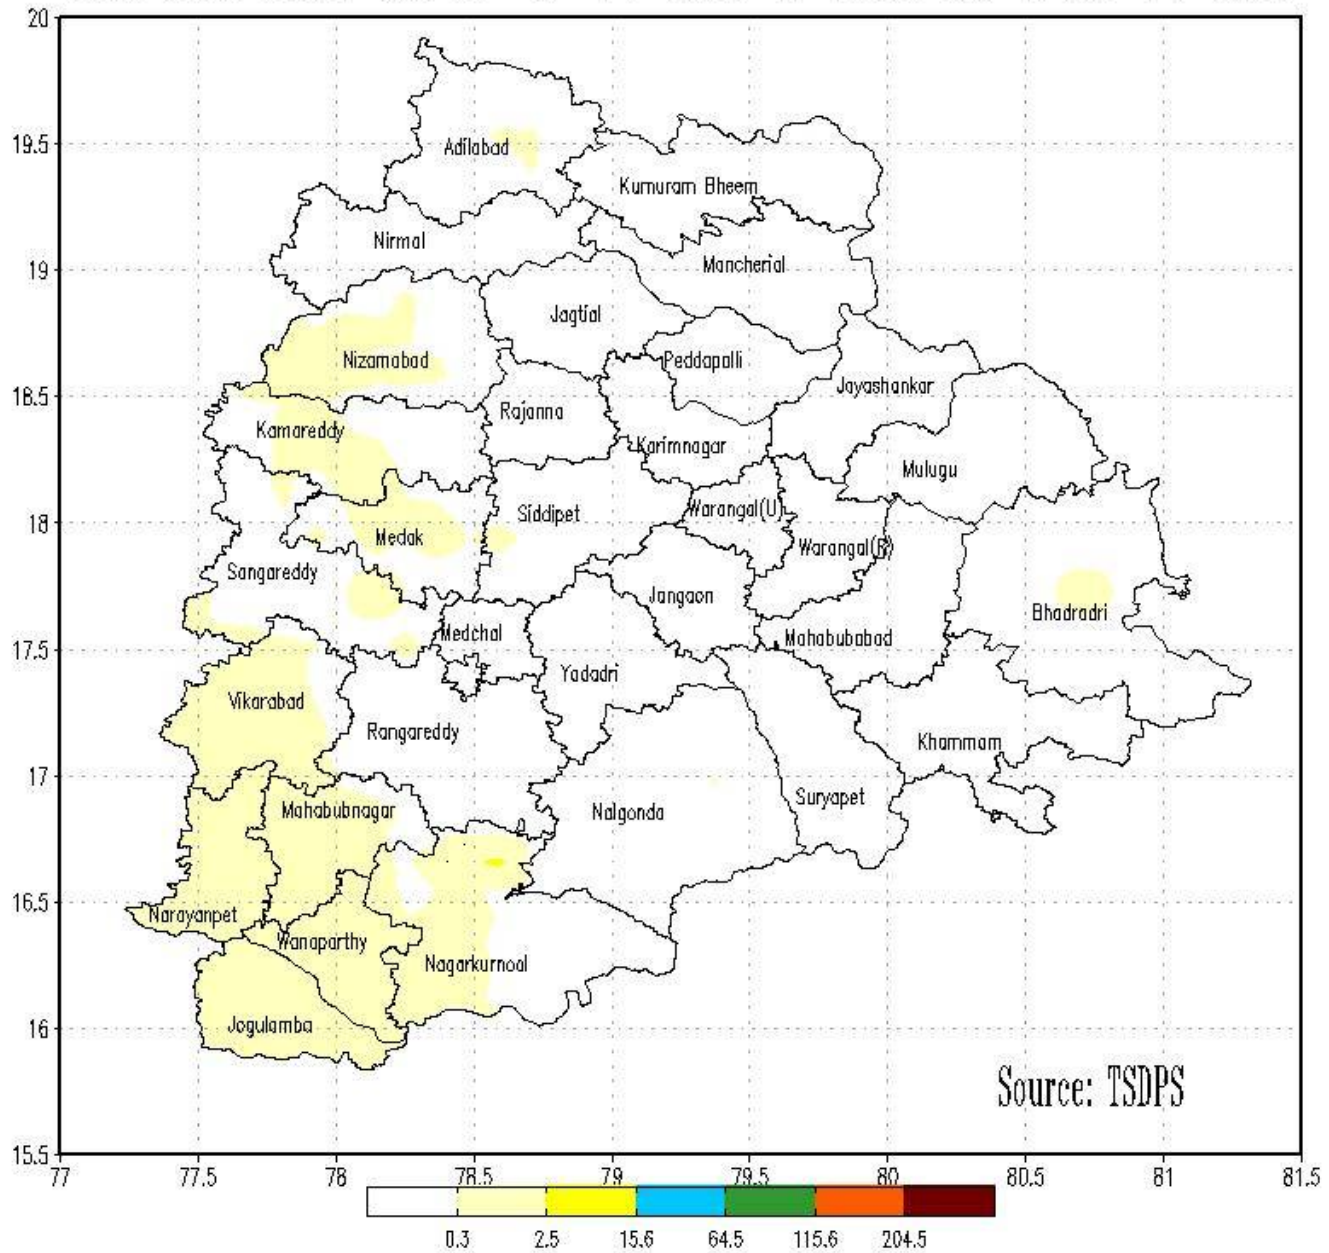 20
19.5
19
18.5
18
17.5
17
16.5
16
15.5
Adilabad
Kumuram Bheem
Nirmal
Mancherial
Jagtial
Nizamabad
Peddapalli
Jayashankar
Rajanna
Kamareddy
Karimnagar
Mulugu
Siddipet
Warangal(U)
Medak
Warangal(R)
Sangareddy
Jangaon
Bhadradri
Medchal
Mahabubabad
Yadadri
Vikarabad
Rangareddy
Khammam
Suryapet
Mahabubnagar
Nalgonda
Narayanpet
Wanaparthy
Nagarkurnoal
Jogulamba
Source: TSDPS
77 77.5 78 78.5 79 79.5 80 80.5 81 81.5
0.3 2.5 15.6 64.5 115.6 204.5